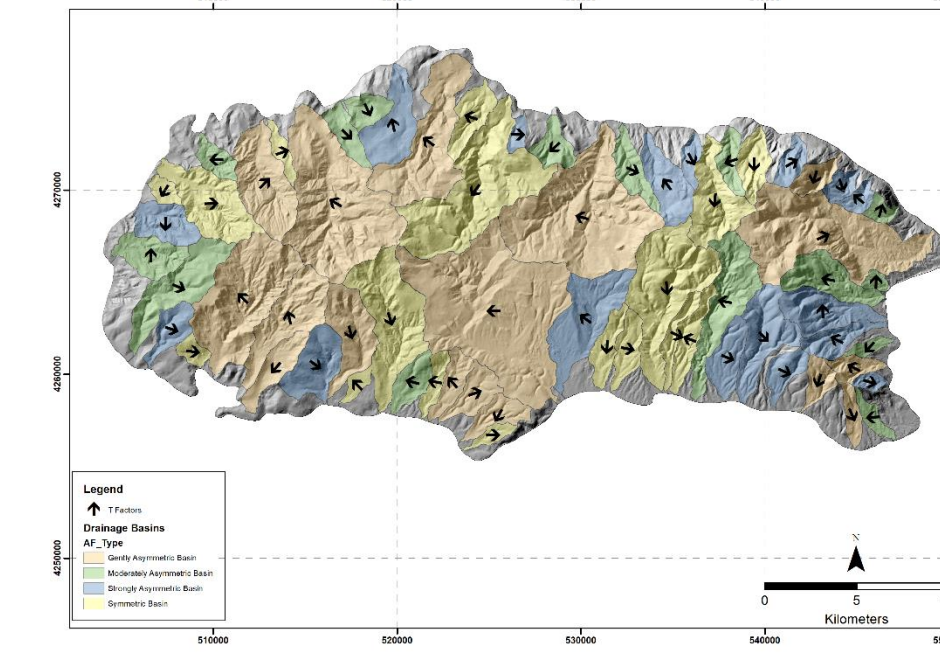 4270000
4260000
4250000
Legend
T Factors
Drainage Basins
AF_Type
Gently Asymmetric Basin
Moderately Asymmetric Basin
Strongly Asymmetric Basin
Symmetric Basin
N
0 5
Kilometers
510000 520000 530000 540000